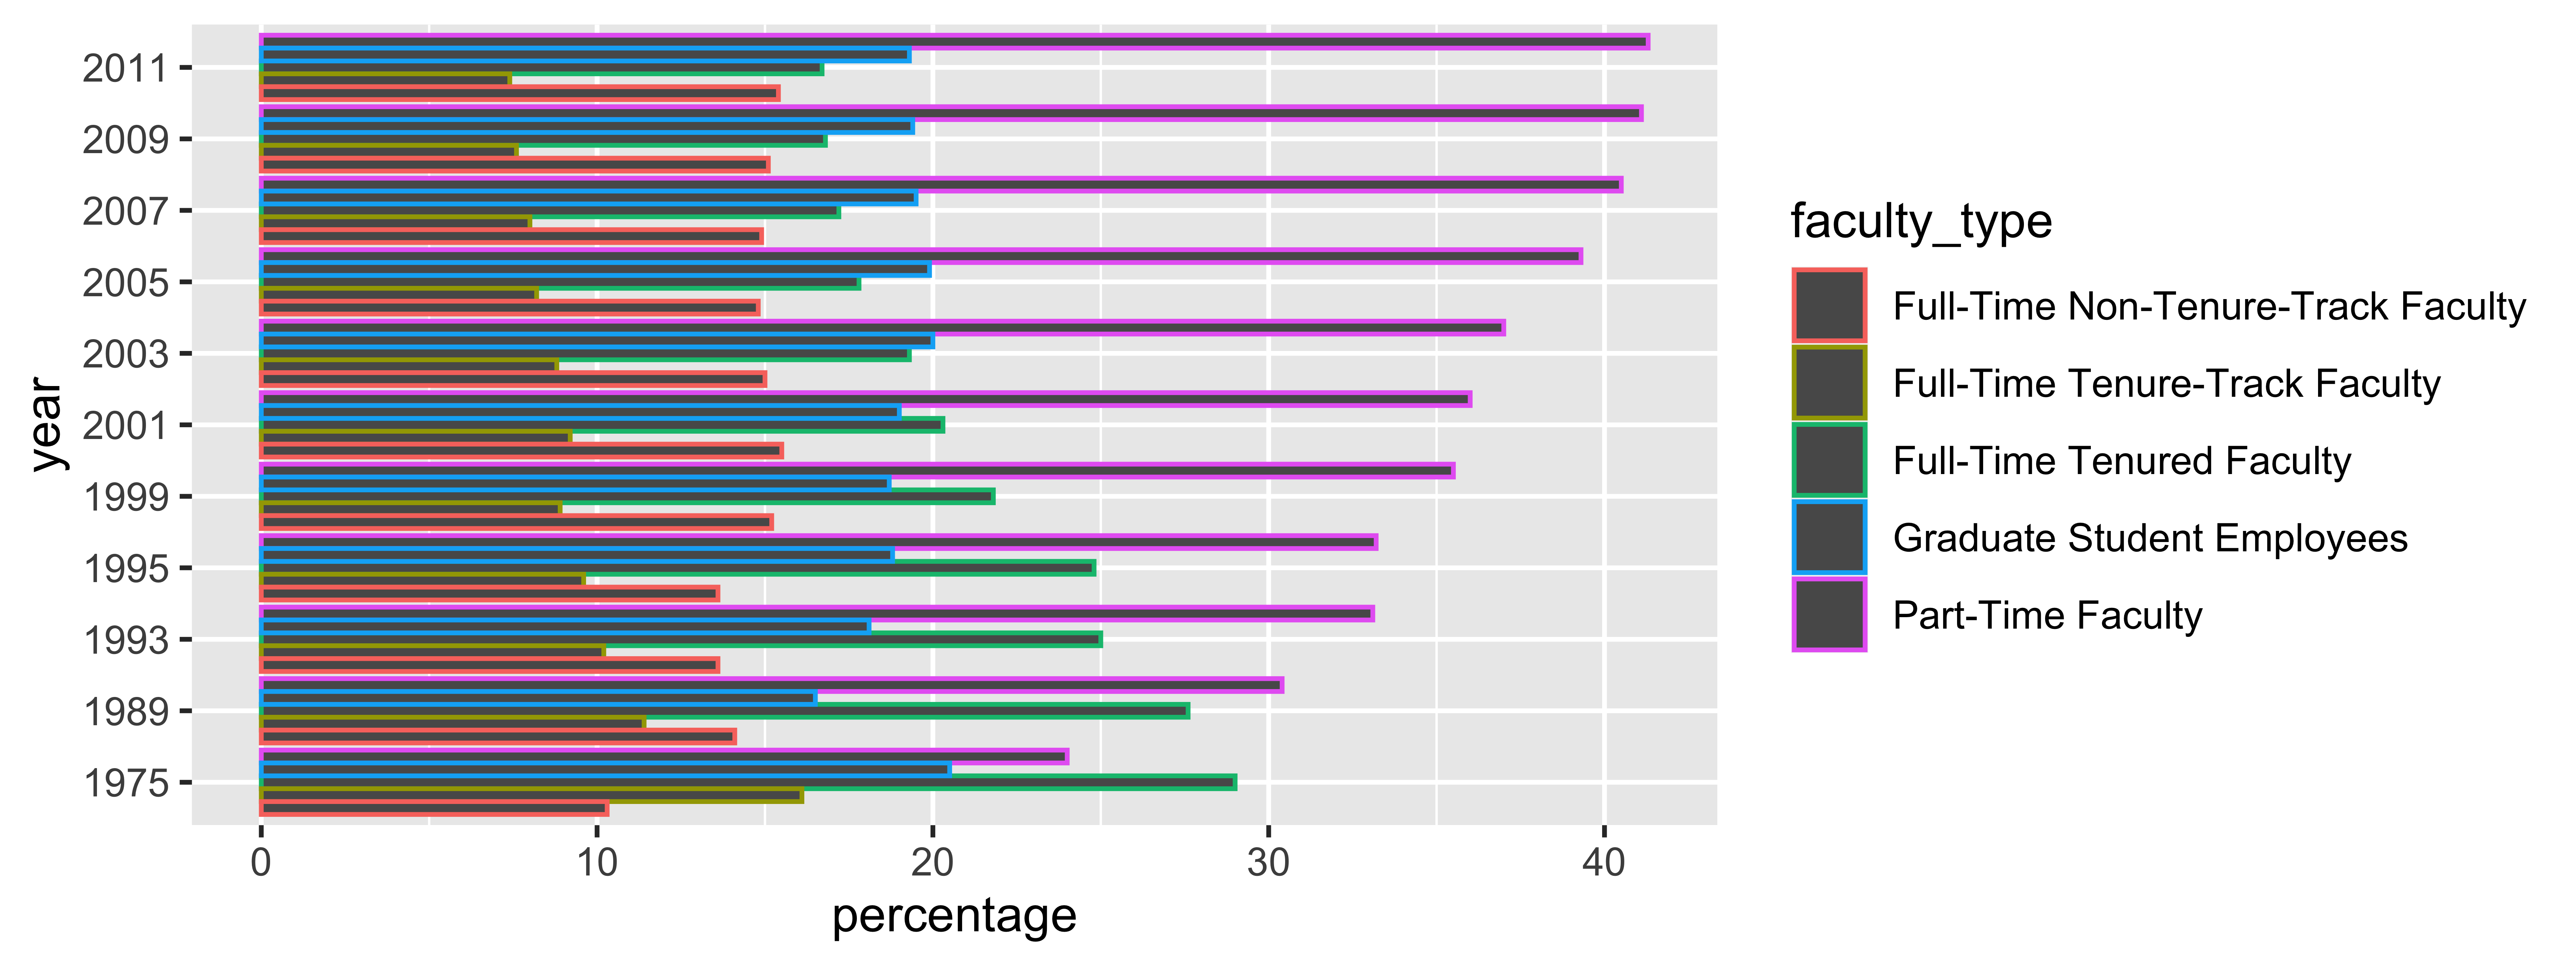 2011
2009
2007
2005
2003
2001
1999
1995
1993
1989
1975
year
0 10 20 30 40
percentage
faculty_type
Full-Time Non-Tenure-Track Faculty
Full-Time Tenure-Track Faculty
Full-Time Tenured Faculty
Graduate Student Employees
Part-Time Faculty